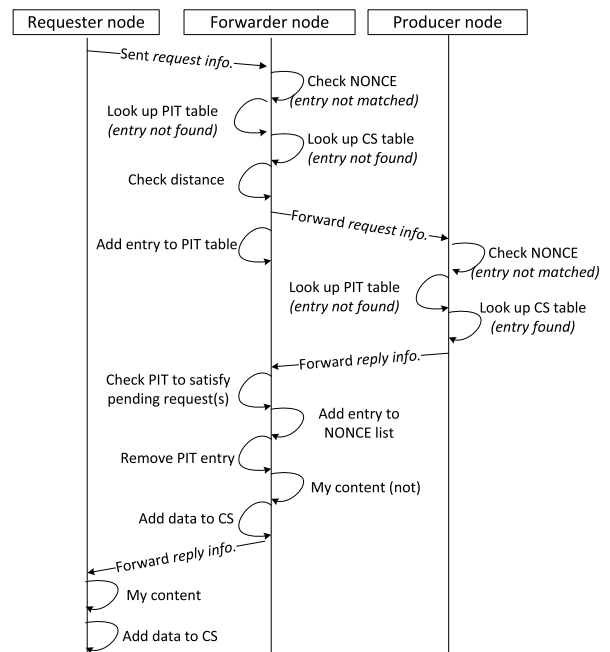 Requester node
Forwarder node
Producer node
Sent request info.
Check NONCE
(entry not matched)
Look up PIT table
(entry not found)
Look up CS table
(entry not found)
Check distance
Forward request info.
Add entry to PIT table
Check NONCE
(entry not matched)
Look up PIT table
(entry not found)
Look up CS table
(entry found)
Forward reply info.
Check PIT to satisfy
pending request(s)
Add entry to
NONCE list
Remove PIT entry
My content (not)
Add data to CS
Forward reply info.
My content
Add data to CS